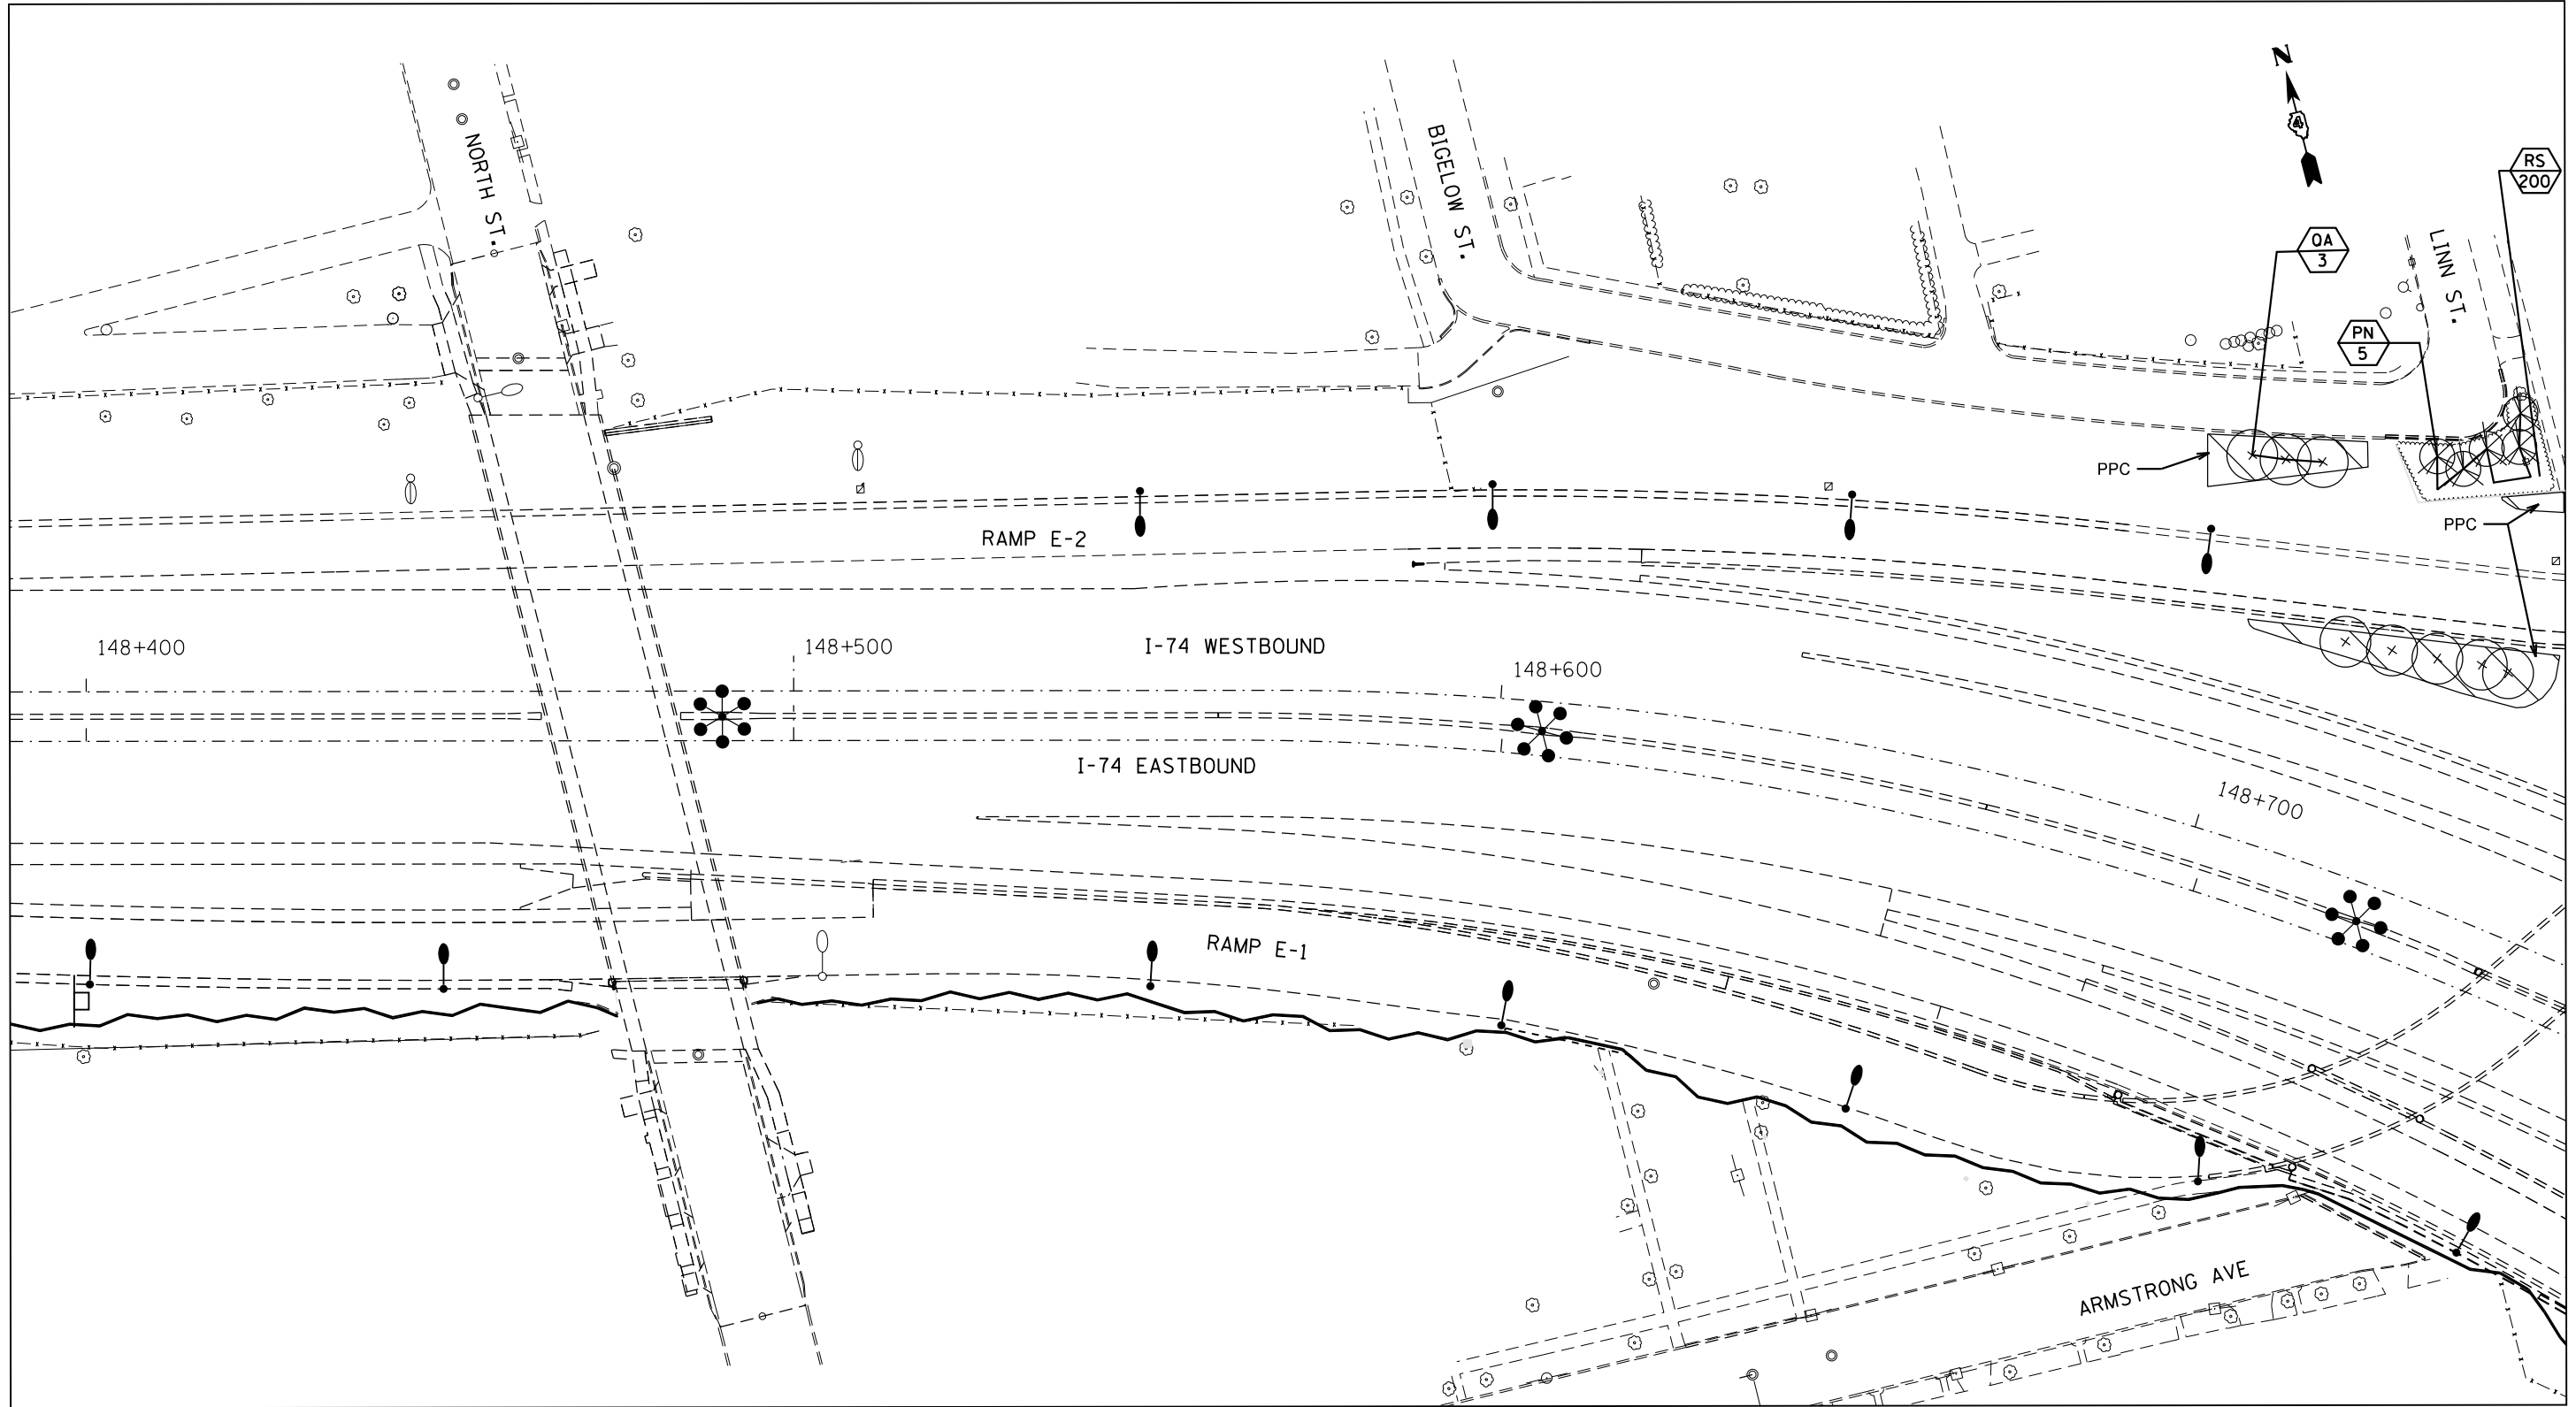 N
4
NORTH ST.
BIGELOW ST.
LINN ST.
RS
200
QA
3
PN
5
PPC
PPC
RAMP E-2
148+400
148+500
I-74 WESTBOUND
148+600
I-74 EASTBOUND
148+700
RAMP E-1
ARMSTRONG AVE